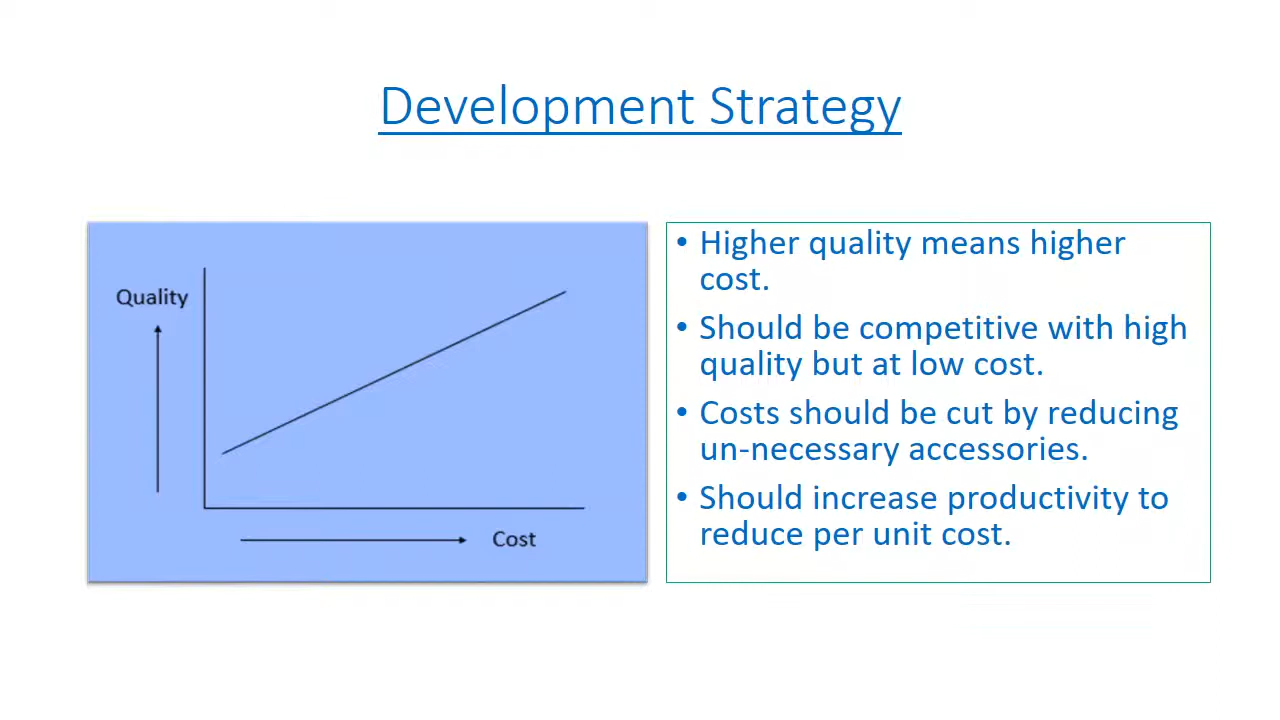 Development Strategy
Quality
Cost
• Higher quality means higher
cost.
• Should be competitive with high
quality but at low cost.
• Costs should be cut by reducing
un-necessary accessories.
• Should increase productivity to
reduce per unit cost.